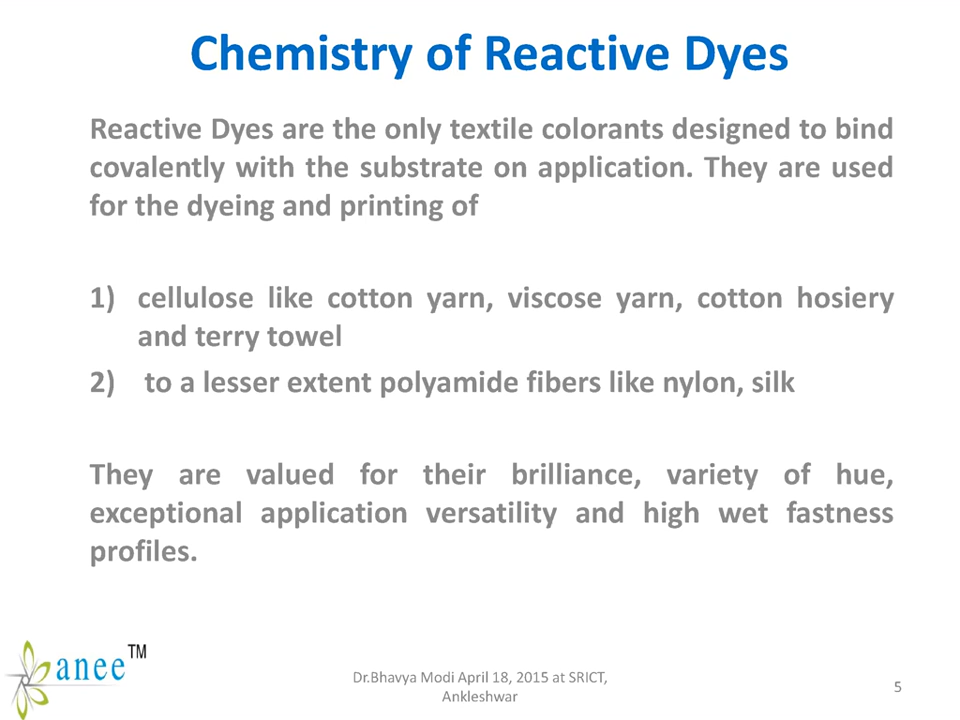 Chemistry of Reactive Dyes
Reactive Dyes are the only textile colorants designed to bind
covalently with the substrate on application. They are used
for the dyeing and printing of
1) cellulose like cotton yarn, viscose yarn, cotton hosiery
and terry towel
2) to a lesser extent polyamide fibers like nylon, silk
They are valued for their brilliance, variety of hue,
exceptional application versatility and high wet fastness
profiles.
anee TM
Dr.Bhavya Modi April 18, 2015 at SRICT,
Ankleshwar
5